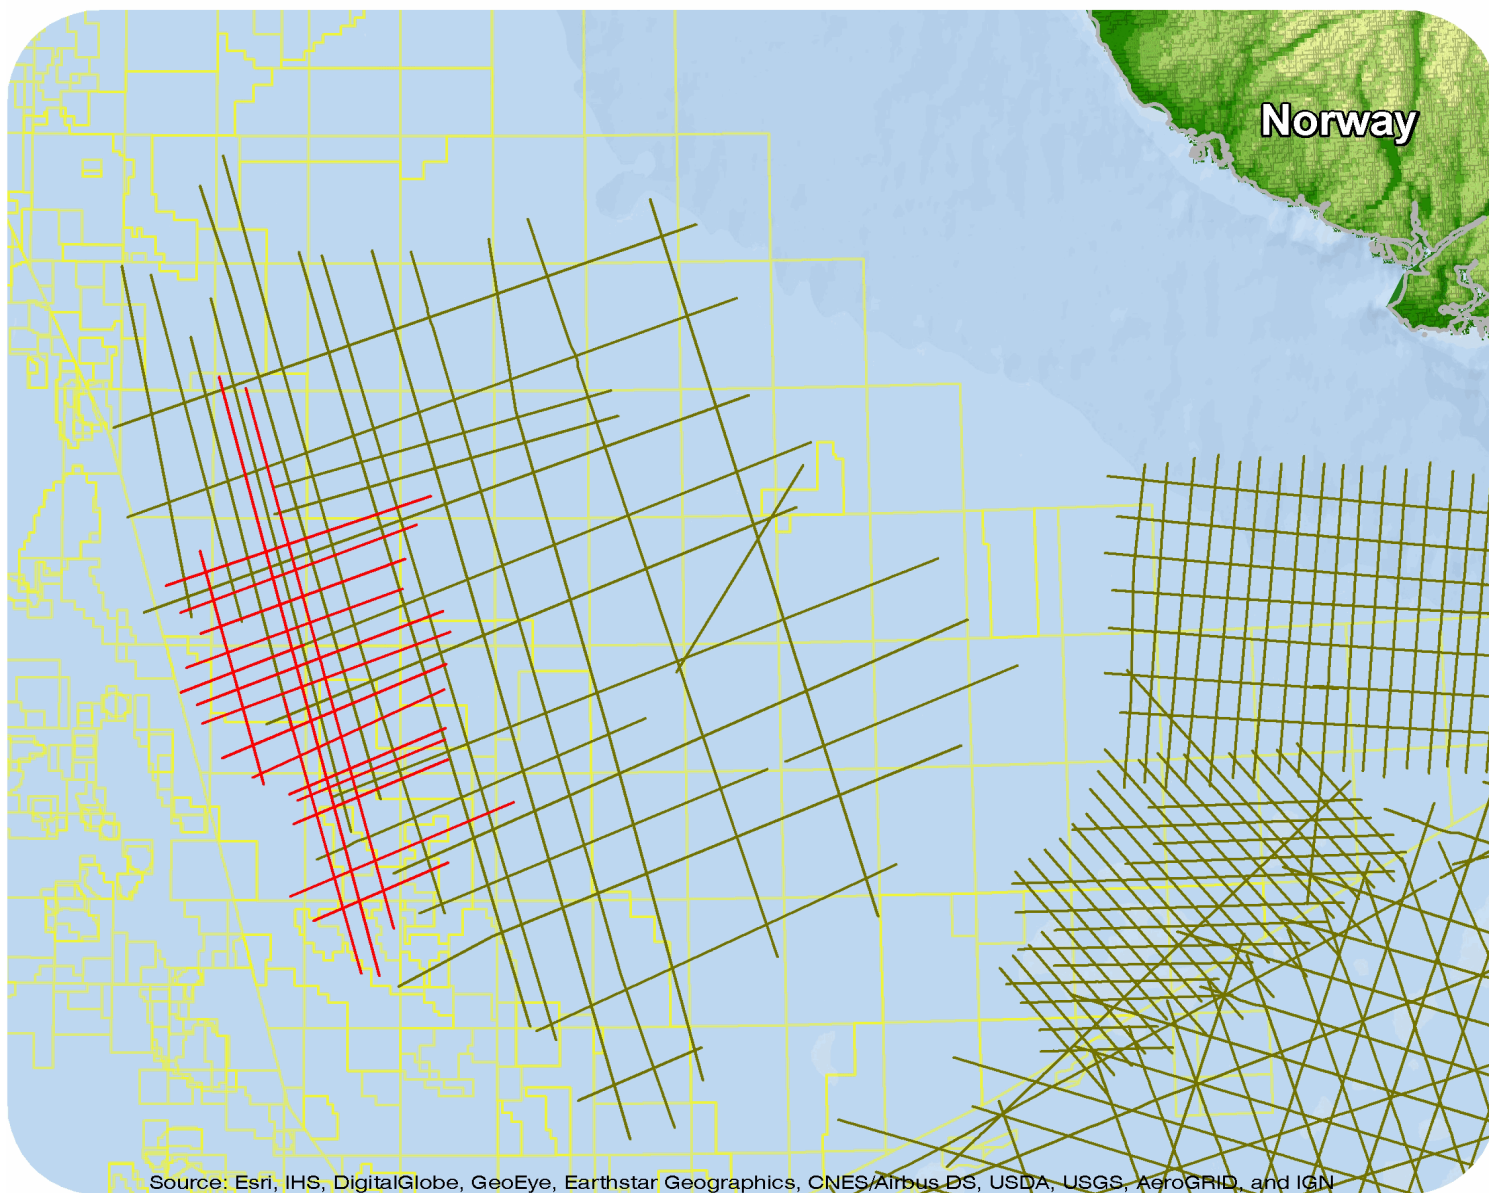 Norway
Source: Esri, IHS, DigitalGlobe, GeoEye, Earthstar Geographics, CNES/Airbus DS, USDA, USGS, AeroGRID, and IGN